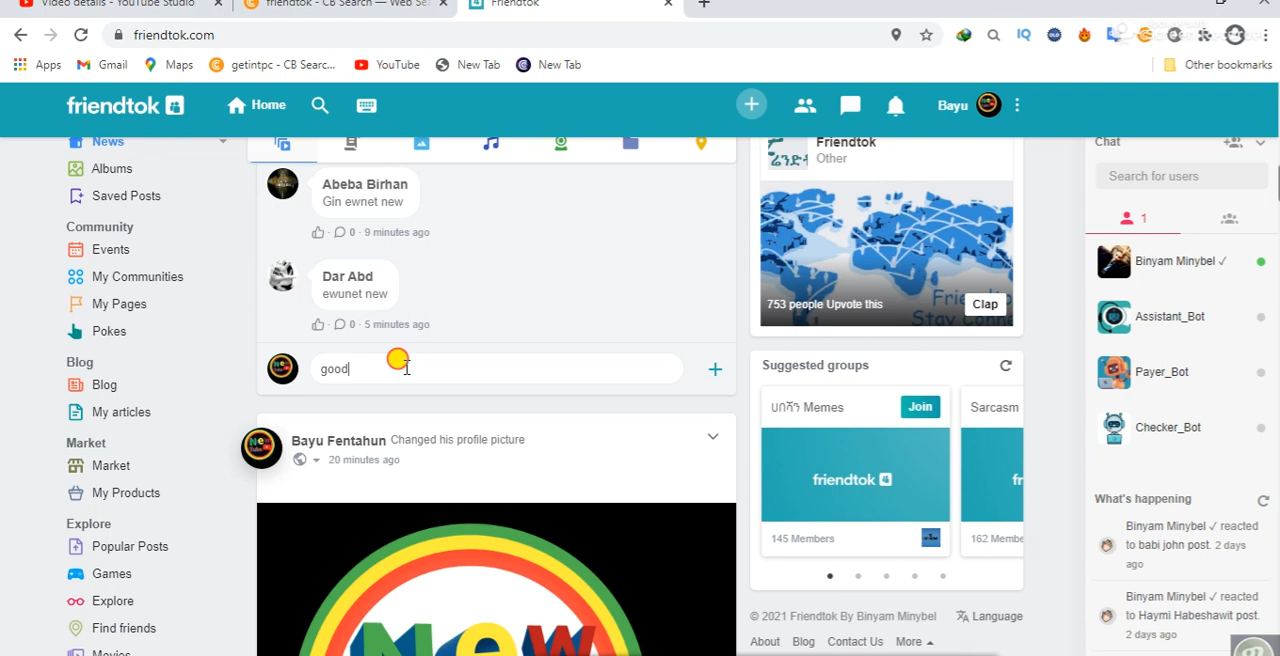 Video details - YouTube Studio
friendtok - CB Search — Web Se
Friendtok
friendtok.com
Apps
Gmail
Maps
getintpc - CB Searc...
YouTube
New Tab
New Tab
Other bookmarks
friendtok
Home
Bayu
News
Albums
Saved Posts
Community
Events
My Communities
My Pages
Pokes
Blog
Blog
My articles
Market
Market
My Products
Explore
Popular Posts
Games
Explore
Find friends
Movies
Abeba Birhan
Gin ewnet new
· 0 · 9 minutes ago
Dar Abd
ewunet new
· 0 · 5 minutes ago
good
Bayu Fentahun Changed his profile picture
20 minutes ago
New
Friendtok
Other
753 people Upvote this
Clap
Suggested groups
Memes
Join
Sarcasm
friendtok
145 Members
162 Membe
© 2021 Friendtok By Binyam Minybel
Language
About Blog Contact Us More
Chat
Search for users
1
Binyam Minybel ✓
Assistant_Bot
Payer_Bot
Checker_Bot
What's happening
Binyam Minybel ✓ reacted
to babi john post. 2 days
ago
Binyam Minybel ✓ reacted
to Haymi Habeshawit post.
2 days ago